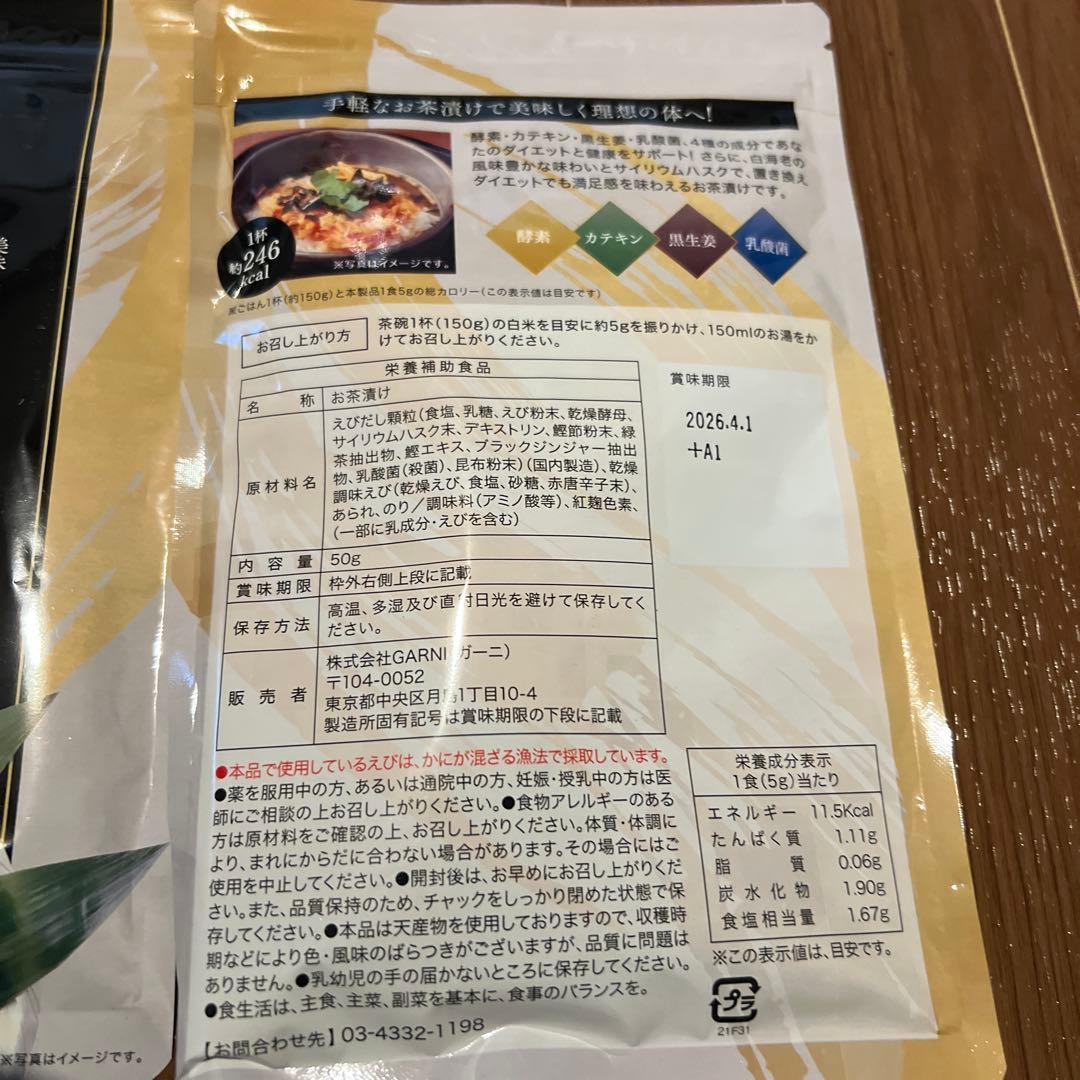 手軽なお茶漬けで美味しく理想の体へ!
酵素・カテキン・黒生姜・乳酸菌、4種の成分であな
たのダイエットと健康をサポート! さらに、白海老の
風味豊かな味わいとサイリウムハスクで、置き換え
ダイエットでも満足感を味わえるお茶漬けです。
酵素
カテキン
黒生姜
乳酸菌
1杯
約246
kcal
※写真はイメージです。
※ごはん1杯(約150g)と本製品1食5gの総カロリー(この表示値は目安です)
お召し上がり方
茶碗1杯(150g)の白米を目安に約5gを振りかけ、150mlのお湯をか
けてお召し上がりください。
栄養補助食品
名 称 お茶漬け
原材料名
えびだし顆粒(食塩、乳糖、えび粉末、乾燥酵母、
サイリウムハスク末、デキストリン、鰹節粉末、緑
茶抽出物、鰹エキス、ブラックジンジャー抽出
物、乳酸菌(殺菌)、昆布粉末)(国内製造)、乾燥
調味えび(乾燥えび、食塩、砂糖、赤唐辛子末)、
あられ、のり/調味料(アミノ酸等)、紅麹色素、
(一部に乳成分・えびを含む)
内容量 50g
賞味期限 枠外右側上段に記載
保存方法
高温、多湿及び直射日光を避けて保存してく
ださい。
販売者
株式会社GARNI(ガーニ)
〒104-0052
東京都中央区月島1丁目10-4
製造所固有記号は賞味期限の下段に記載
賞味期限
2026.4.1
+A1
●本品で使用しているえびは、かにが混ざる漁法で採取しています。
●薬を服用中の方、あるいは通院中の方、妊娠・授乳中の方は医
師にご相談の上お召し上がりください。●食物アレルギーのある
方は原材料をご確認の上、お召し上がりください。体質・体調に
より、まれにからだに合わない場合があります。その場合にはご
使用を中止してください。●開封後は、お早めにお召し上がりくだ
さい。また、品質保持のため、チャックをしっかり閉めた状態で保
存してください。●本品は天産物を使用しておりますので、収穫時
期などにより色・風味のばらつきがございますが、品質に問題は
ありません。●乳幼児の手の届かないところに保存してください。
●食生活は、主食、主菜、副菜を基本に、食事のバランスを。
【お問合わせ先】03-4332-1198
栄養成分表示
1食(5g)当たり
エネルギー 11.5Kcal
たんぱく質 1.11g
脂質 0.06g
炭水化物 1.90g
食塩相当量 1.67g
※この表示値は、目安です。
プラ
21F31
※写真はイメージです。